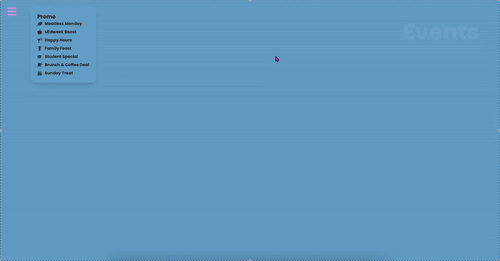 Events
Promo
Meatless Monday
Midweek Boost
Happy Hours
Family Feast
Student Special
Brunch & Coffee Deal
Sunday Treat